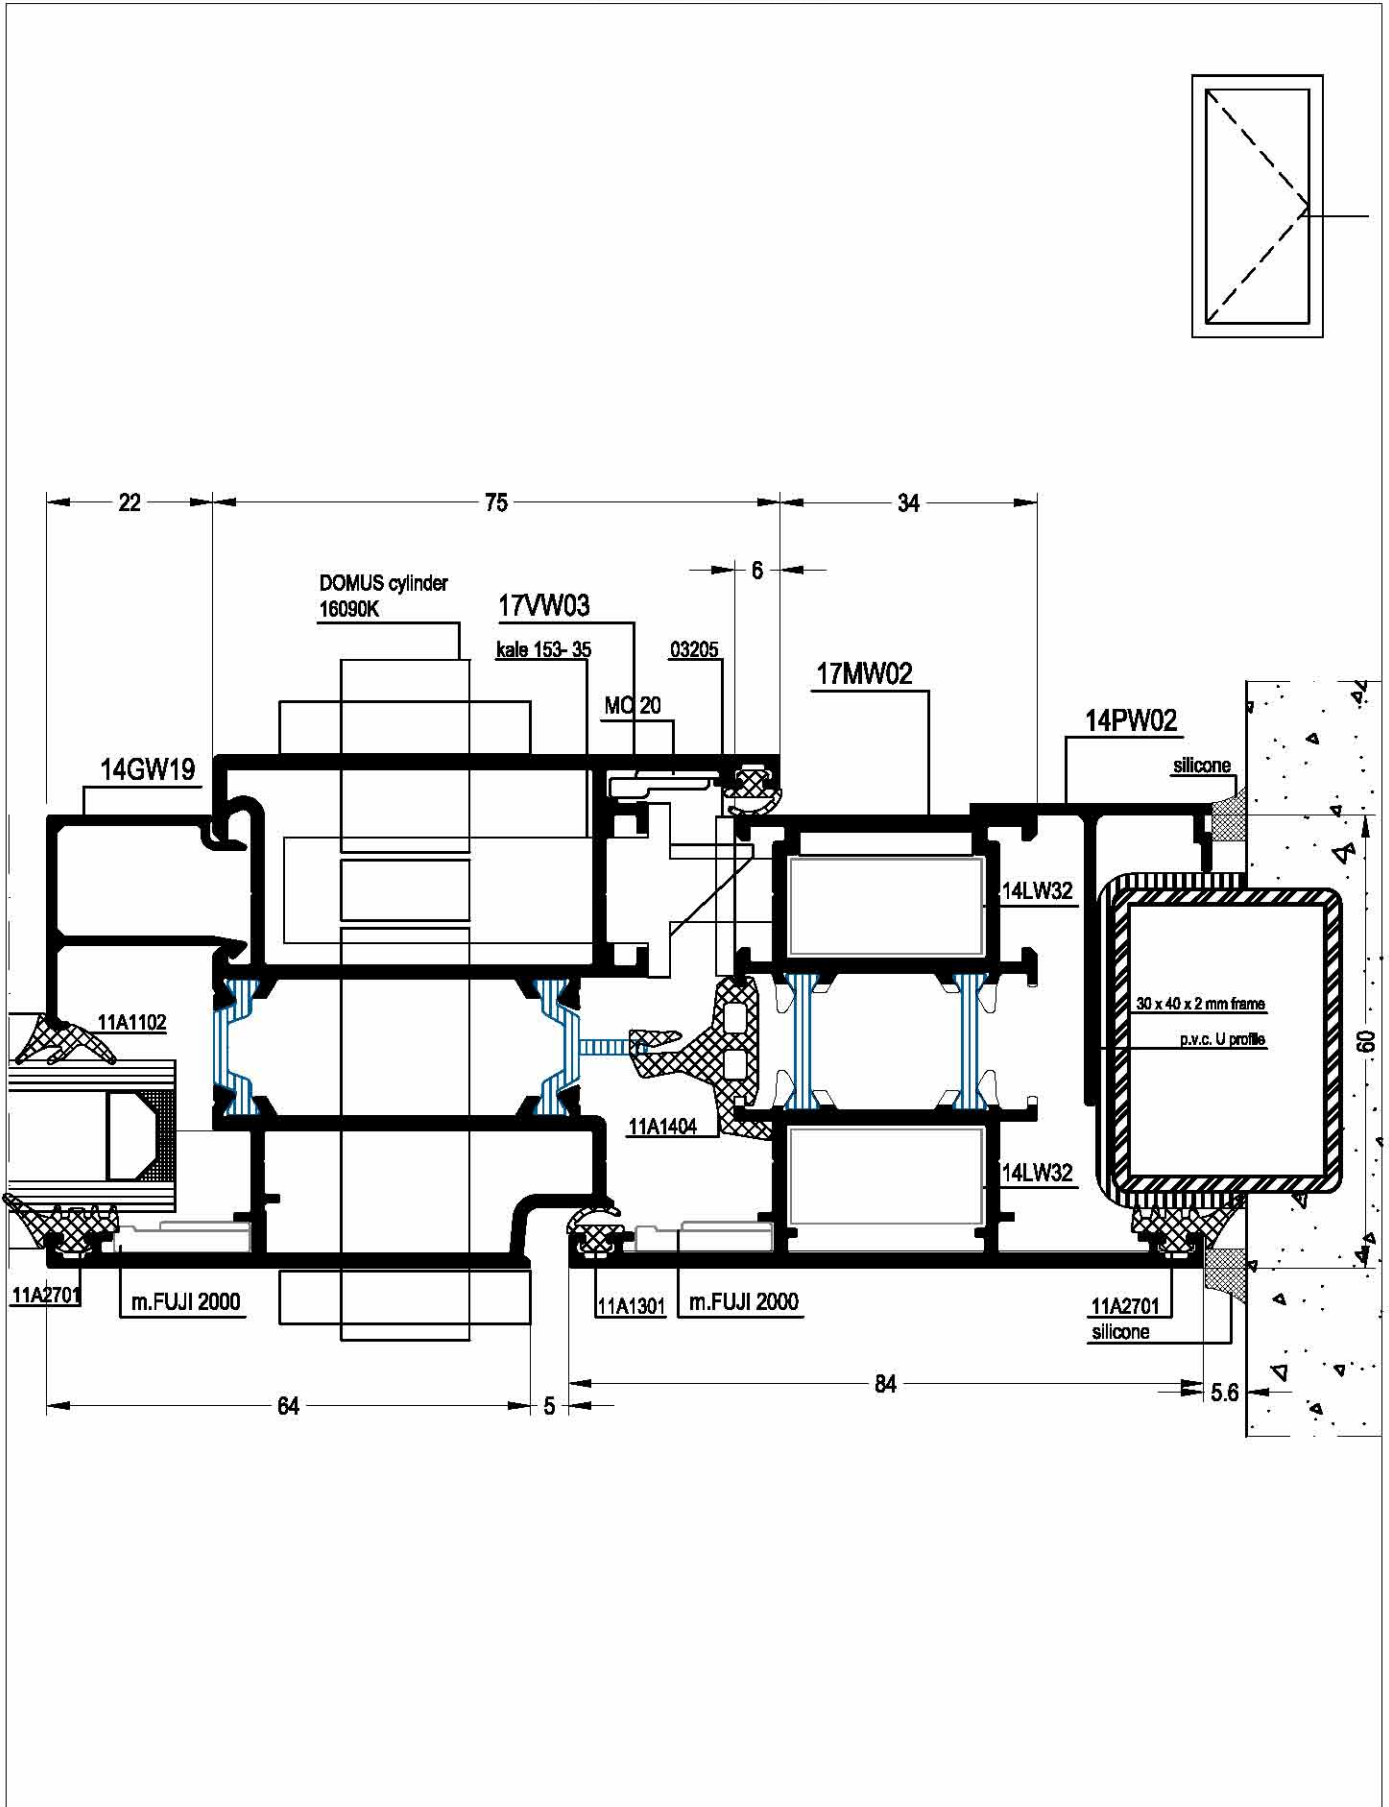 22
75
34
6
DOMUS cylinder
16090K
17VW03
kale 153- 35
03205
17MW02
MO 20
14PW02
silicone
14GW19
14LW32
30 x 40 x 2 mm frame
11A1102
p.v.c. U profile
60
11A1404
14LW32
11A2701
m.FUJI 2000
11A1301
m.FUJI 2000
11A2701
silicone
84
5.6
64
5